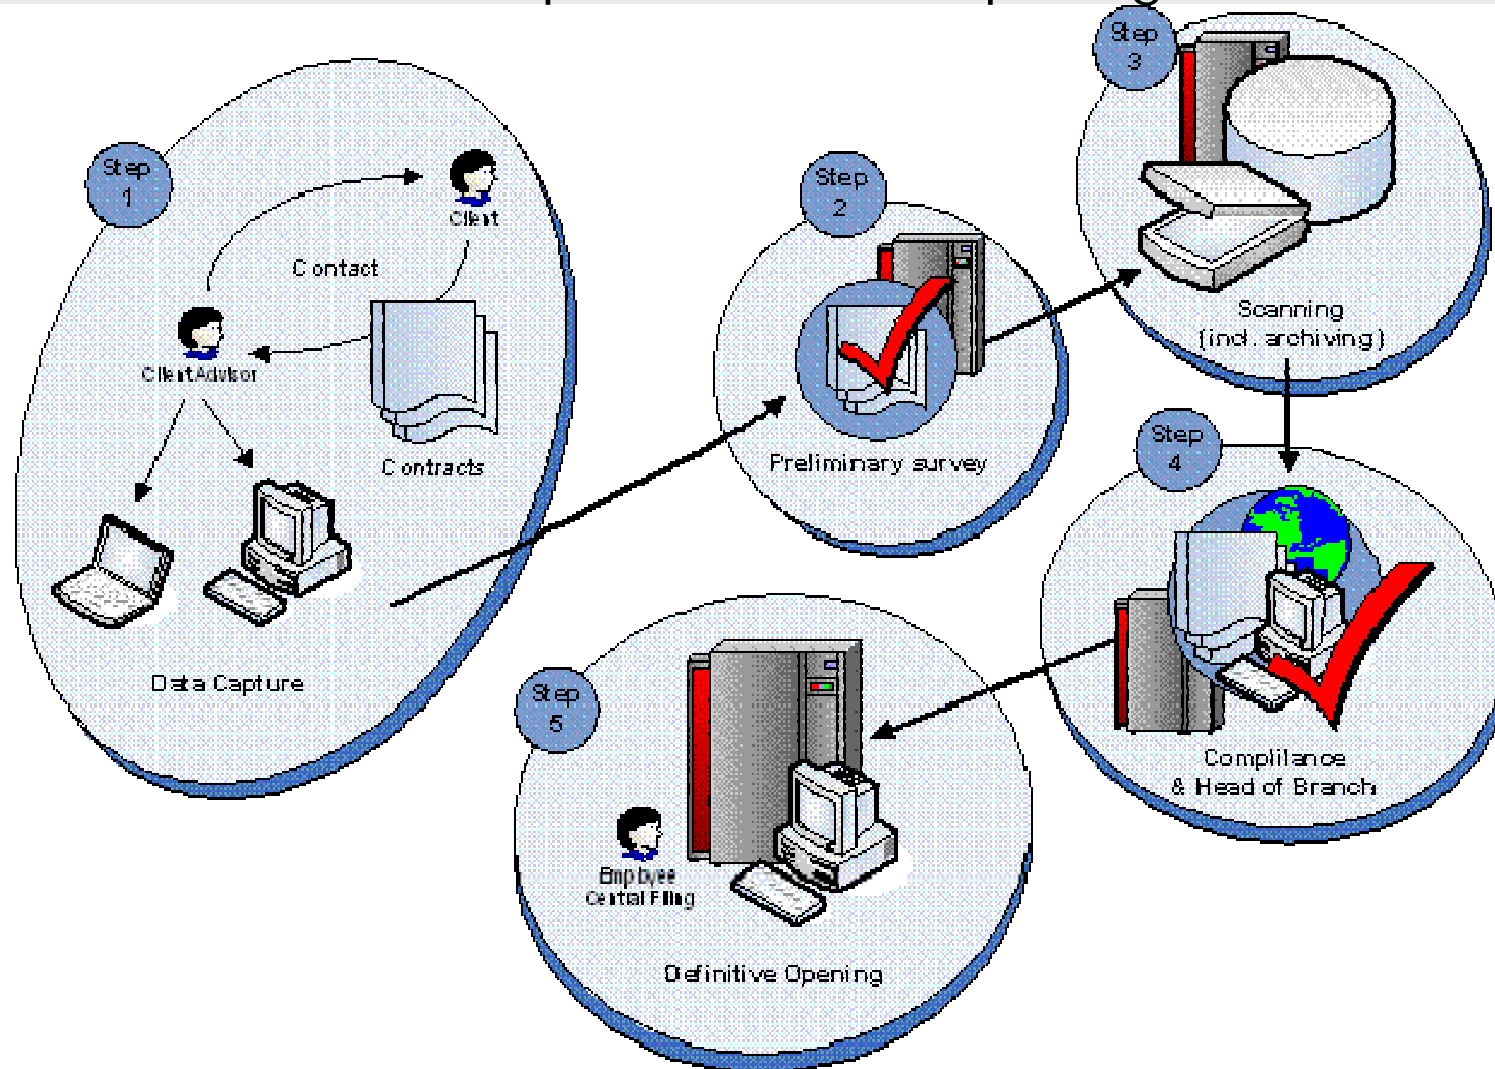 Step
1
Client
Contact
Client Advisor
Contracts
Data Capture
Step
2
Preliminary survey
Step
3
Scanning
(incl. archiving)
Step
4
Complilance
& Head of Branch
Step
5
Employee
Central Filing
Definitive Opening